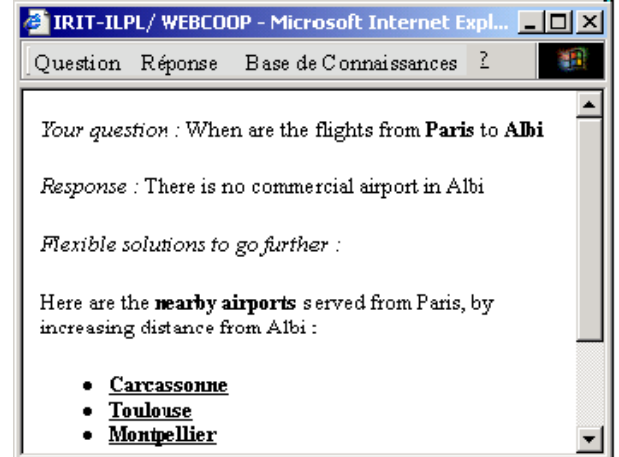 IRIT-ILPL/ WEBCOOP - Microsoft Internet Expl...
Question Réponse Base de Connaissances ?
Your question : When are the flights from Paris to Albi
Response : There is no commercial airport in Albi
Flexible solutions to go further :
Here are the nearby airports served from Paris, by
increasing distance from Albi :
• Carcassonne
• Toulouse
• Montpellier